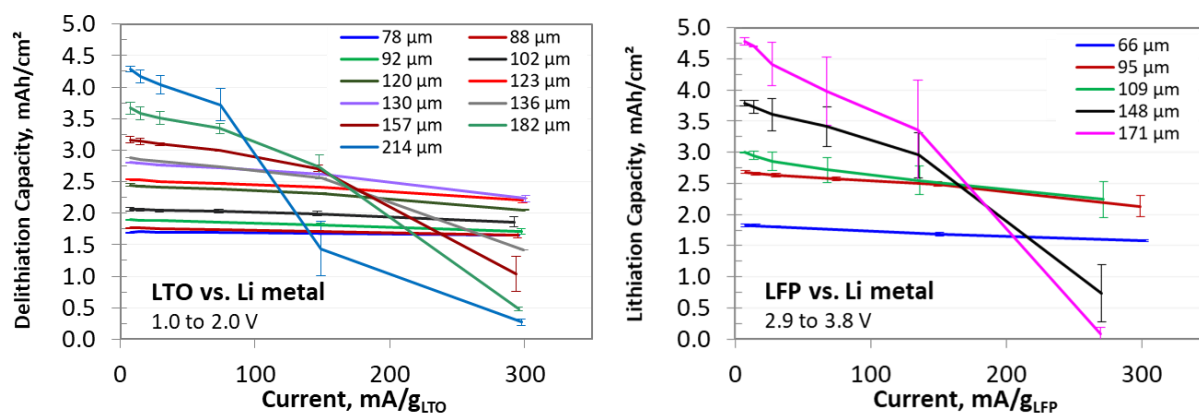 Delithiation Capacity, mAh/cm²
5.0
4.5
4.0
3.5
3.0
2.5
2.0
1.5
1.0
0.5
0.0
78 µm
88 µm
92 µm
102 µm
120 µm
123 µm
130 µm
136 µm
157 µm
182 µm
214 µm
LTO vs. Li metal
1.0 to 2.0 V
0
100
200
300
Current, mA/gLTO
Lithiation Capacity, mAh/cm²
5.0
4.5
4.0
3.5
3.0
2.5
2.0
1.5
1.0
0.5
0.0
66 µm
95 µm
109 µm
148 µm
171 µm
LFP vs. Li metal
2.9 to 3.8 V
0
100
200
300
Current, mA/gLFP